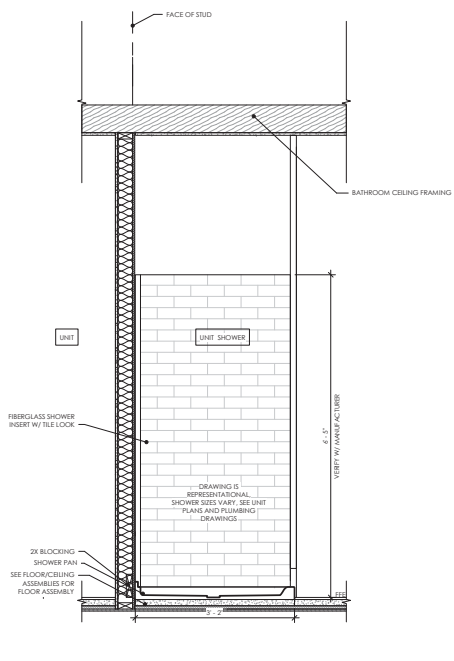 FACE OF STUD
BATHROOM CEILING FRAMING
UNIT
UNIT SHOWER
FIBERGLASS SHOWER
INSERT W/ TILE LOOK
6' - 5"
VERIFY W/ MANUFACTURER
DRAWING IS
REPRESENTATIONAL,
SHOWER SIZES VARY, SEE UNIT
PLANS AND PLUMBING
DRAWINGS
2X BLOCKING
SHOWER PAN
SEE FLOOR/CEILING
ASSEMBLIES FOR
FLOOR ASSEMBLY
FFE
3' - 2"